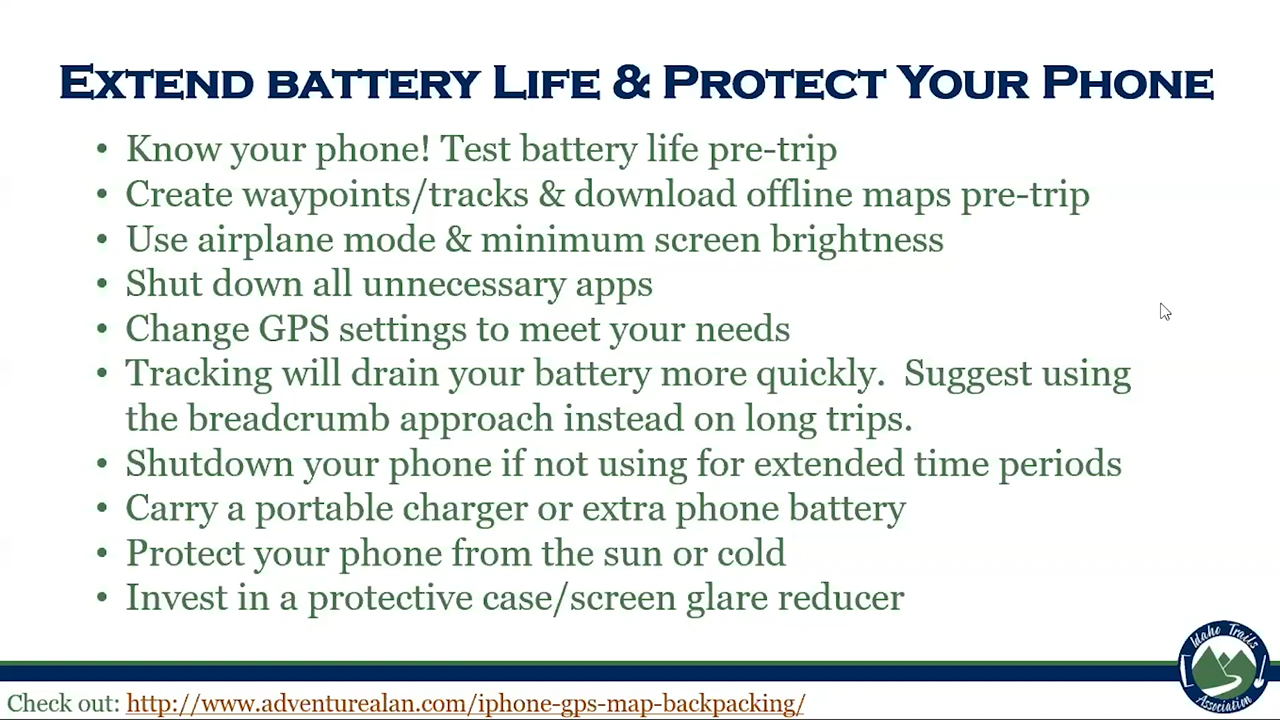 Extend battery Life & Protect Your Phone
• Know your phone! Test battery life pre-trip
• Create waypoints/tracks & download offline maps pre-trip
• Use airplane mode & minimum screen brightness
• Shut down all unnecessary apps
• Change GPS settings to meet your needs
• Tracking will drain your battery more quickly.  Suggest using
the breadcrumb approach instead on long trips.
• Shutdown your phone if not using for extended time periods
• Carry a portable charger or extra phone battery
• Protect your phone from the sun or cold
• Invest in a protective case/screen glare reducer
Idaho Trails
Association
Check out: http://www.adventurealan.com/iphone-gps-map-backpacking/